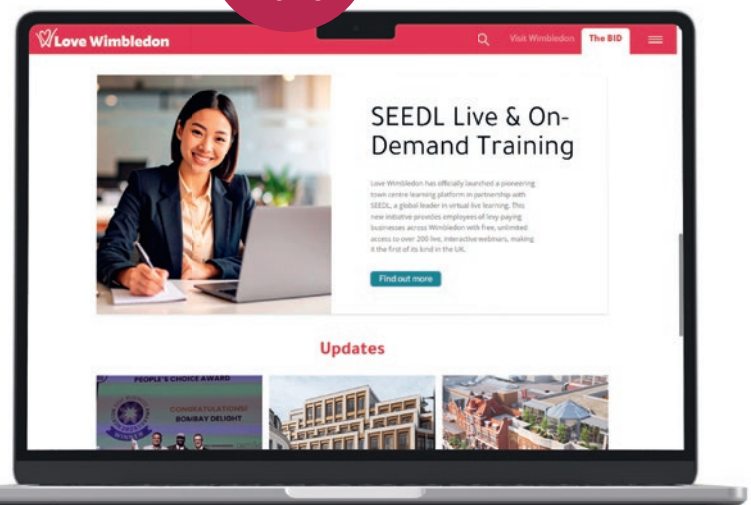 Love Wimbledon
Visit Wimbledon
The BID
SEEDL Live & On-
Demand Training
Love Wimbledon has officially launched a pioneering
town centre learning platform in partnership with
SEEDL, a global leader in virtual live learning. This
new initiative provides employees of levy-paying
businesses across Wimbledon with free, unlimited
access to over 200 live, interactive webinars, making
it the first of its kind in the UK.
Find out more
Updates
PEOPLE'S CHOICE AWARD
CONGRATULATIONS!
BOMBAY DELIGHT